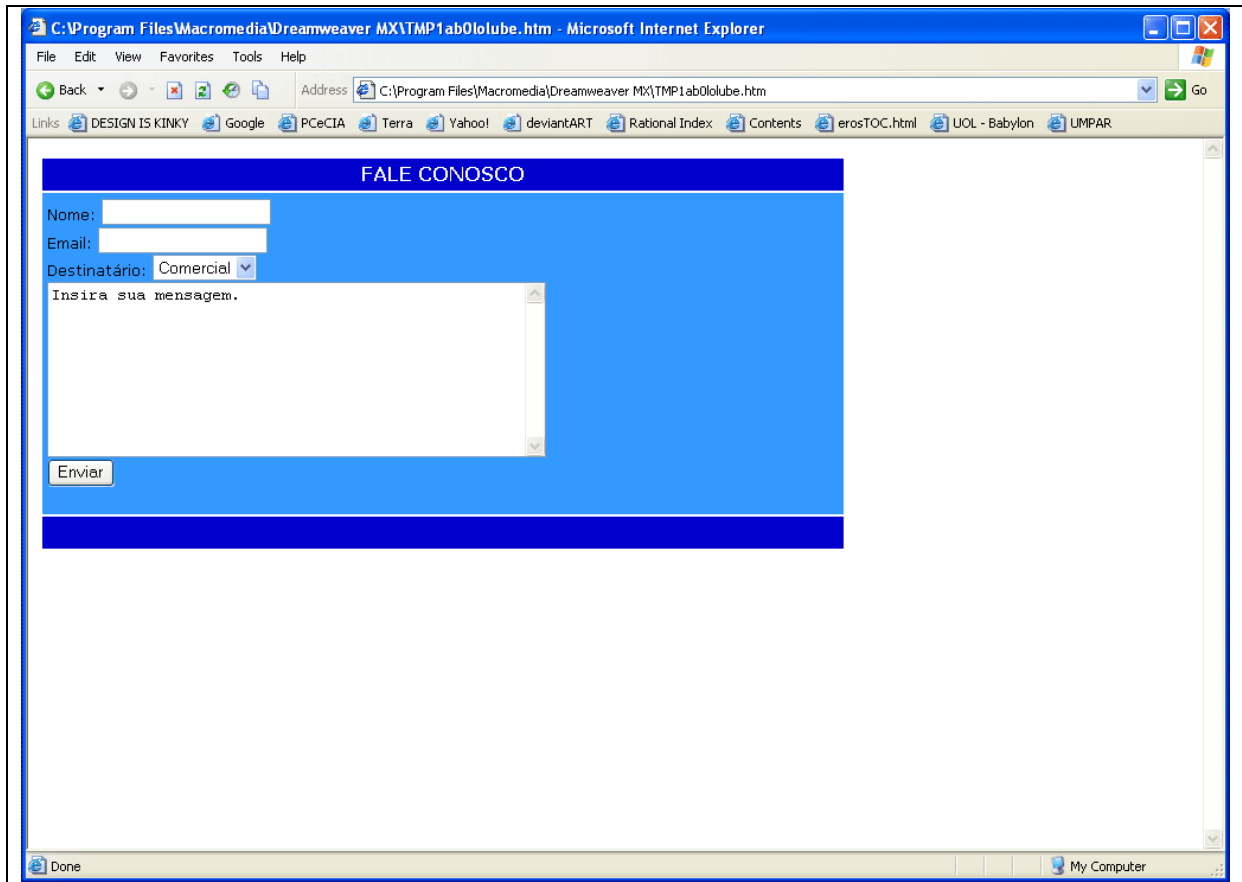 C:\Program Files\Macromedia\Dreamweaver MX\TMP1ab0lolube.htm - Microsoft Internet Explorer
File Edit View Favorites Tools Help
Back Address C:\Program Files\Macromedia\Dreamweaver MX\TMP1ab0lolube.htm Go
Links DESIGN IS KINKY Google PCeCIA Terra Yahoo! deviantART Rational Index Contents erosTOC.html UOL - Babylon UMPAR
FALE CONOSCO
Nome:
Email:
Destinatário: Comercial
Insira sua mensagem.
Enviar
Done My Computer